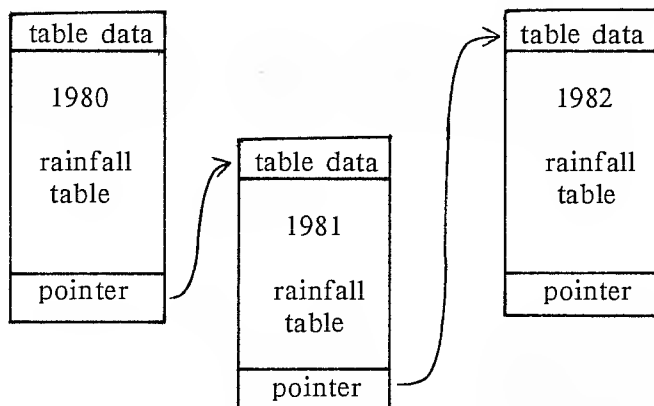 table data
1980
rainfall
table
pointer
table data
1981
rainfall
table
pointer
table data
1982
rainfall
table
pointer